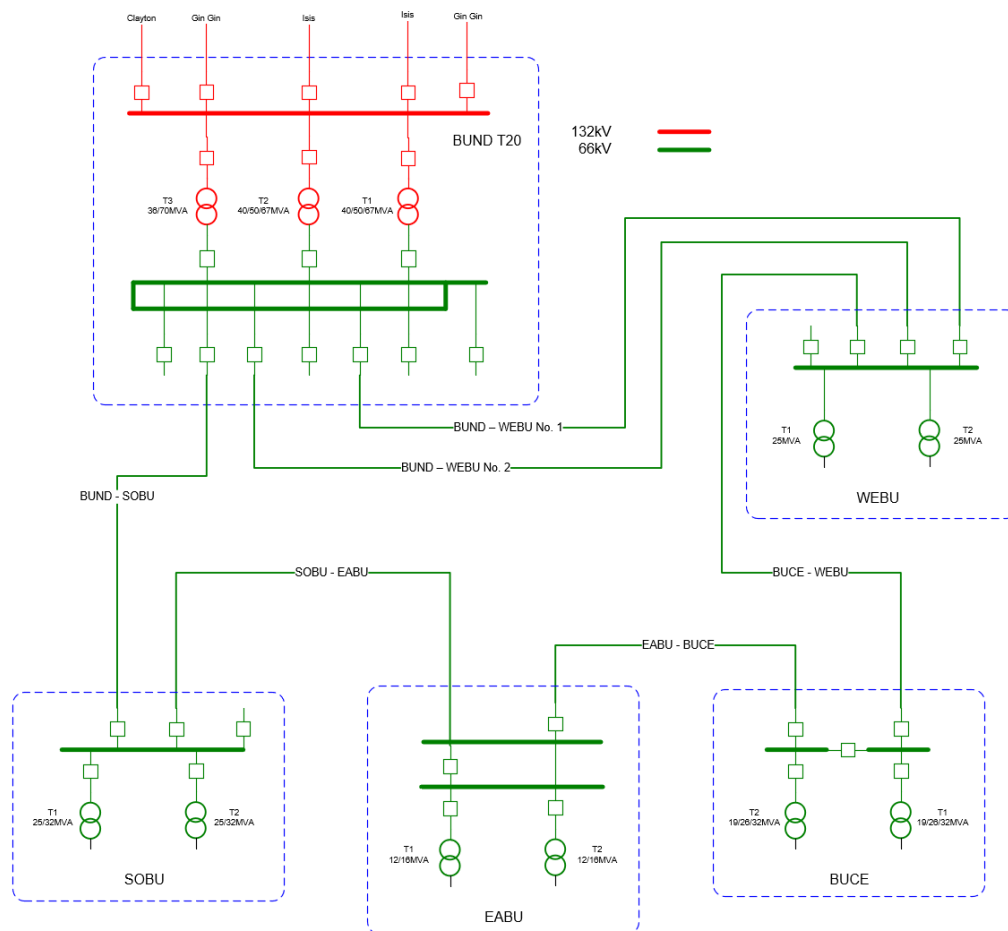 Clayton
Gin Gin
Isis
Isis
Gin Gin
BUND T20
132kV
66kV
T3
36/70MVA
T2
40/50/67MVA
T1
40/50/67MVA
BUND – WEBU No. 1
BUND – WEBU No. 2
BUND - SOBU
T1
25MVA
T2
25MVA
WEBU
SOBU - EABU
BUCE - WEBU
EABU - BUCE
T1
25/32MVA
T2
25/32MVA
SOBU
T1
12/16MVA
T2
12/16MVA
EABU
T2
19/26/32MVA
T1
19/26/32MVA
BUCE